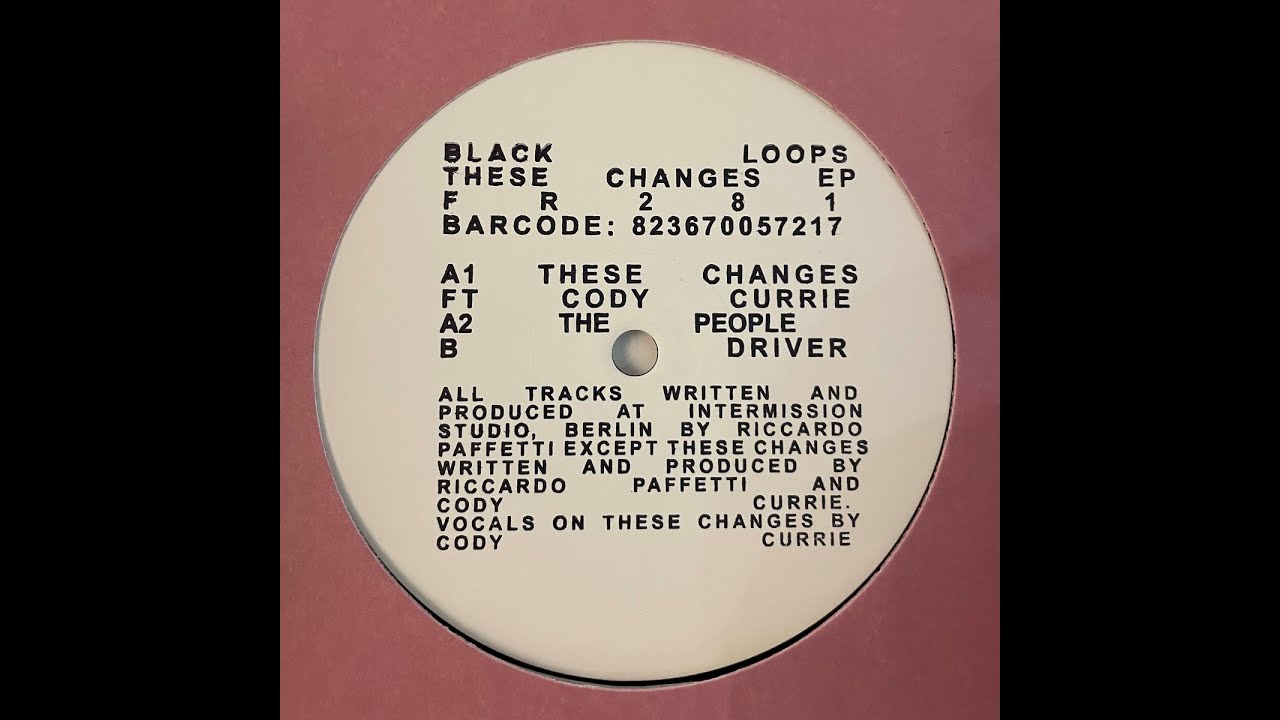 BLACK LOOPS
THESE CHANGES EP
F R 2 8 1
BARCODE: 823670057217
A1 THESE CHANGES
FT CODY CURRIE
A2 THE PEOPLE
B DRIVER
ALL TRACKS WRITTEN AND
PRODUCED AT INTERMISSION
STUDIO, BERLIN BY RICCARDO
PAFFETTI EXCEPT THESE CHANGES
WRITTEN AND PRODUCED BY
RICCARDO PAFFETTI AND
CODY CURRIE.
VOCALS ON THESE CHANGES BY
CODY CURRIE